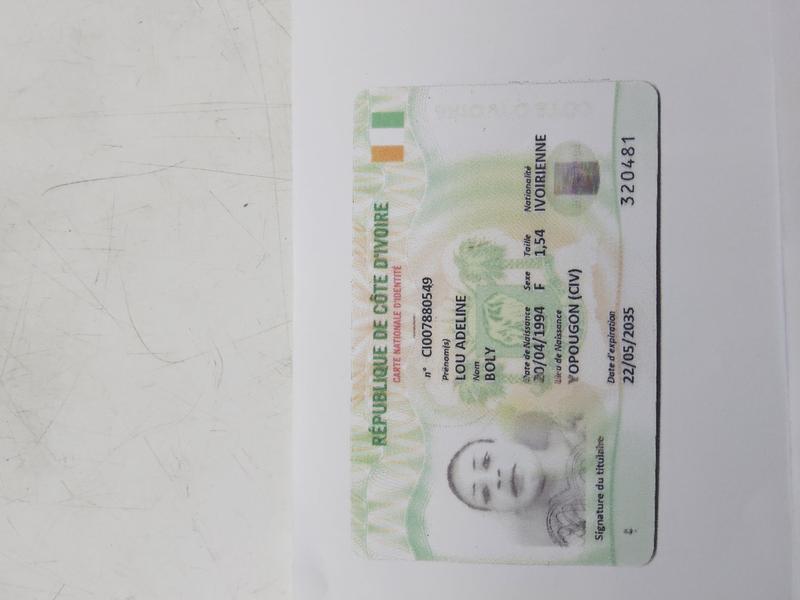 RÉPUBLIQUE DE CÔTE D'IVOIRE
CARTE NATIONALE D'IDENTITÉ
n° CI007880549
Prénom(s)
LOU ADELINE
Nom
BOLY
Date de Naissance Sexe Taille Nationalité
20/04/1994 F 1,54 IVOIRIENNE
Lieu de Naissance
YOPOUGON (CIV)
Signature du titulaire
Date d'expiration
22/05/2035
320481